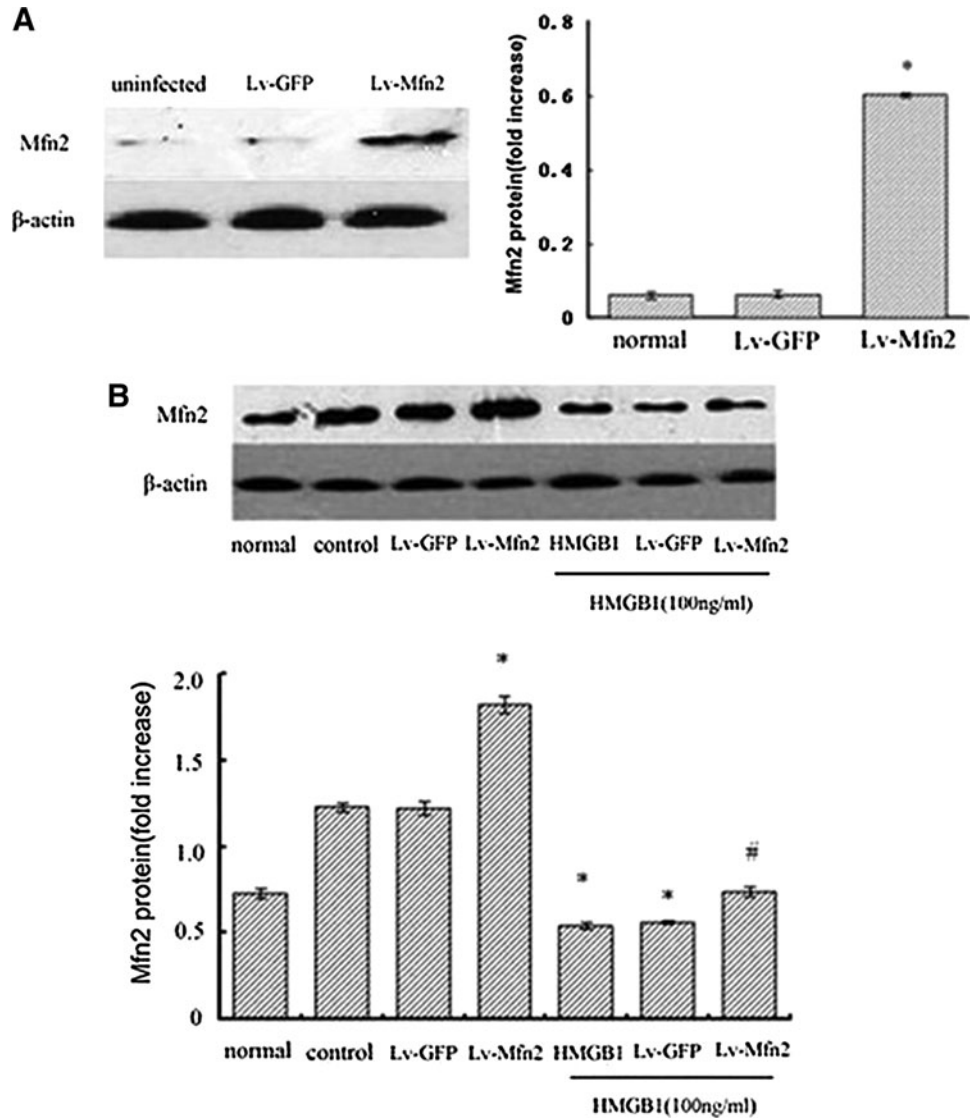 A
uninfected Lv-GFP Lv-Mfn2
Mfn2
β-actin
Mfn2 protein(fold increase)
0.8
0.6
0.4
0.2
0
*
normal Lv-GFP Lv-Mfn2
B
Mfn2
β-actin
normal control Lv-GFP Lv-Mfn2 HMGB1 Lv-GFP Lv-Mfn2
HMGB1(100ng/ml)
Mfn2 protein(fold increase)
2.0
1.5
1.0
0.5
0
*
*
*
#
normal control Lv-GFP Lv-Mfn2 HMGB1 Lv-GFP Lv-Mfn2
HMGB1(100ng/ml)